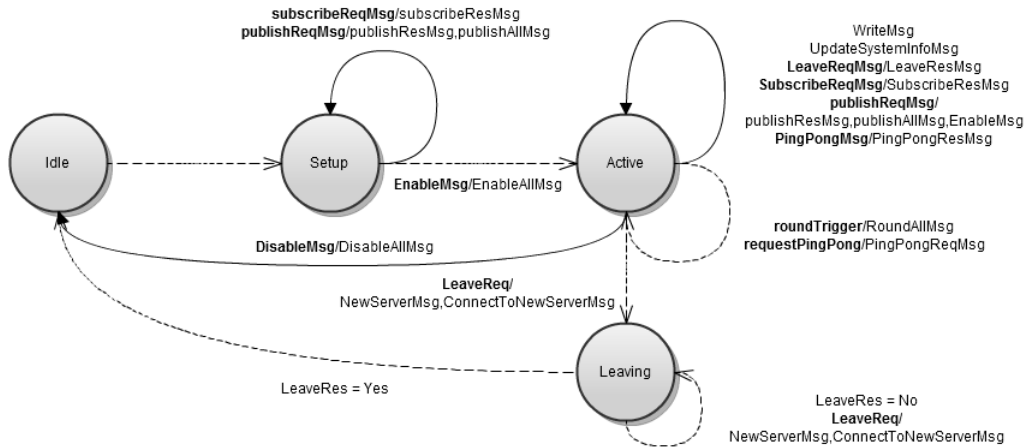 subscribeReqMsg/subscribeResMsg
publishReqMsg/publishResMsg,publishAllMsg
WriteMsg
UpdateSystemInfoMsg
LeaveReqMsg/LeaveResMsg
SubscribeReqMsg/SubscribeResMsg
publishReqMsg/
publishResMsg,publishAllMsg,EnableMsg
PingPongMsg/PingPongResMsg
Idle
Setup
Active
EnableMsg/EnableAllMsg
roundTrigger/RoundAllMsg
requestPingPong/PingPongReqMsg
DisableMsg/DisableAllMsg
LeaveReq/
NewServerMsg,ConnectToNewServerMsg
Leaving
LeaveRes = Yes
LeaveRes = No
LeaveReq/
NewServerMsg,ConnectToNewServerMsg